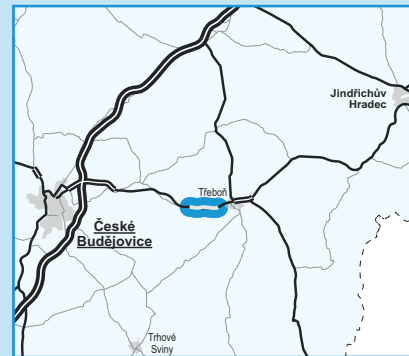 Jindřichův
Hradec
Třeboň
České
Budějovice
Trhové
Sviny